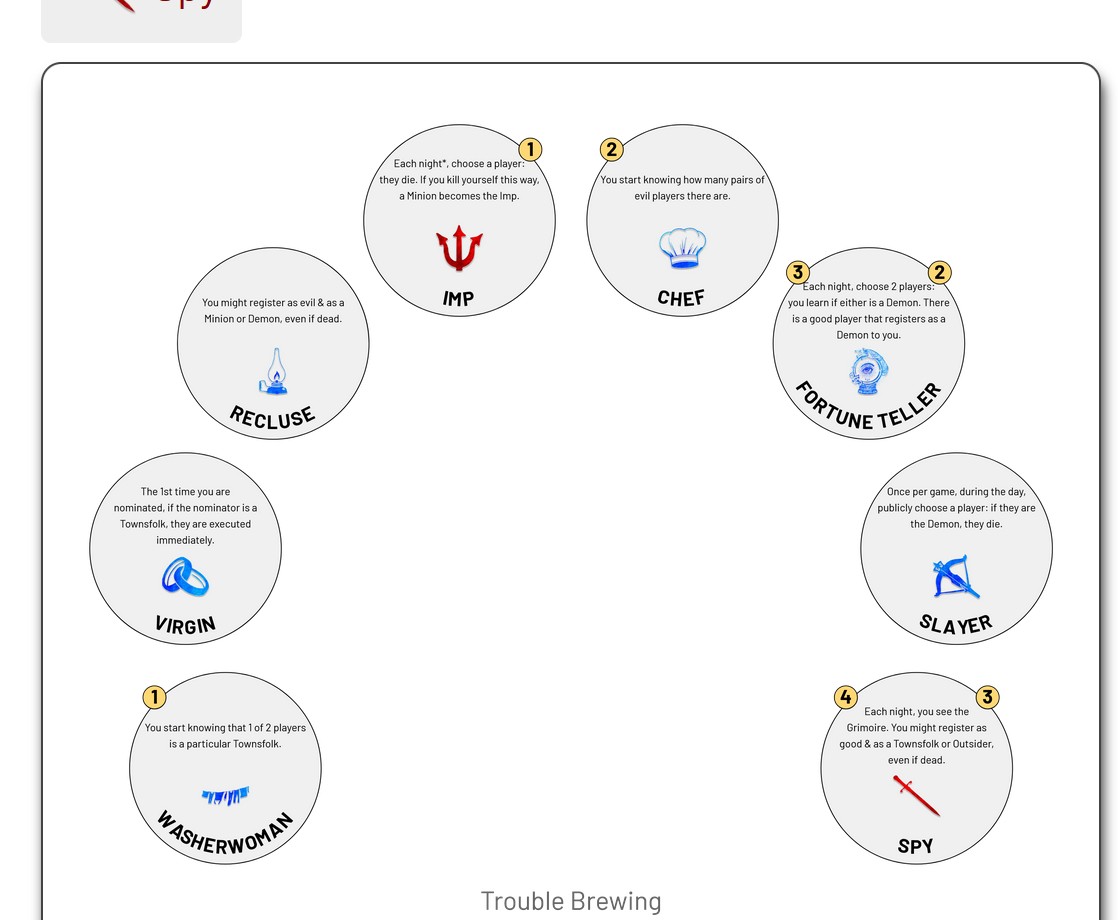 Spy
1
Each night*, choose a player:
they die. If you kill yourself this way,
a Minion becomes the Imp.
IMP
2
You start knowing how many pairs of
evil players there are.
CHEF
You might register as evil & as a
Minion or Demon, even if dead.
RECLUSE
3
2
Each night, choose 2 players:
you learn if either is a Demon. There
is a good player that registers as a
Demon to you.
FORTUNE TELLER
The 1st time you are
nominated, if the nominator is a
Townsfolk, they are executed
immediately.
VIRGIN
Once per game, during the day,
publicly choose a player: if they are
the Demon, they die.
SLAYER
1
You start knowing that 1 of 2 players
is a particular Townsfolk.
WASHERWOMAN
4
3
Each night, you see the
Grimoire. You might register as
good & as a Townsfolk or Outsider,
even if dead.
SPY
Trouble Brewing